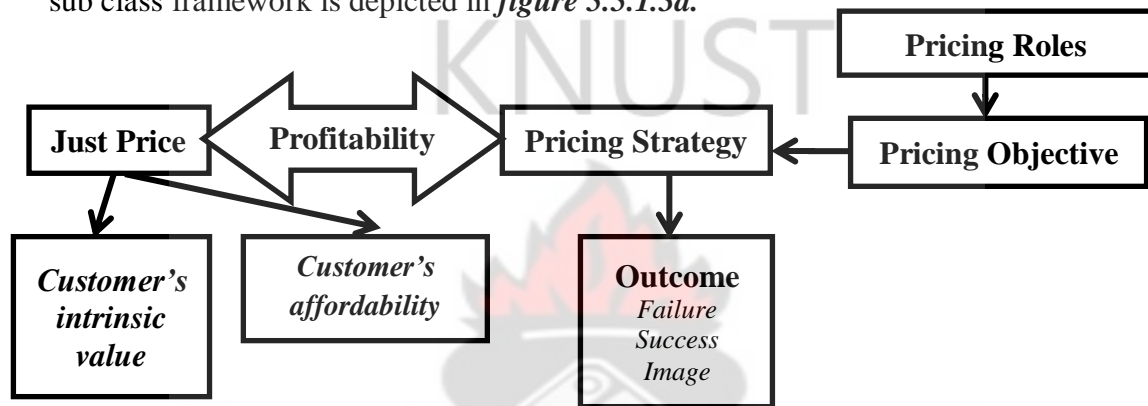 sub class framework is depicted in figure 3.3.1.3a.
KNUST
Pricing Roles
Just Price
Profitability
Pricing Strategy
Pricing Objective
Customer’s
intrinsic
value
Customer’s
affordability
Outcome
Failure
Success
Image